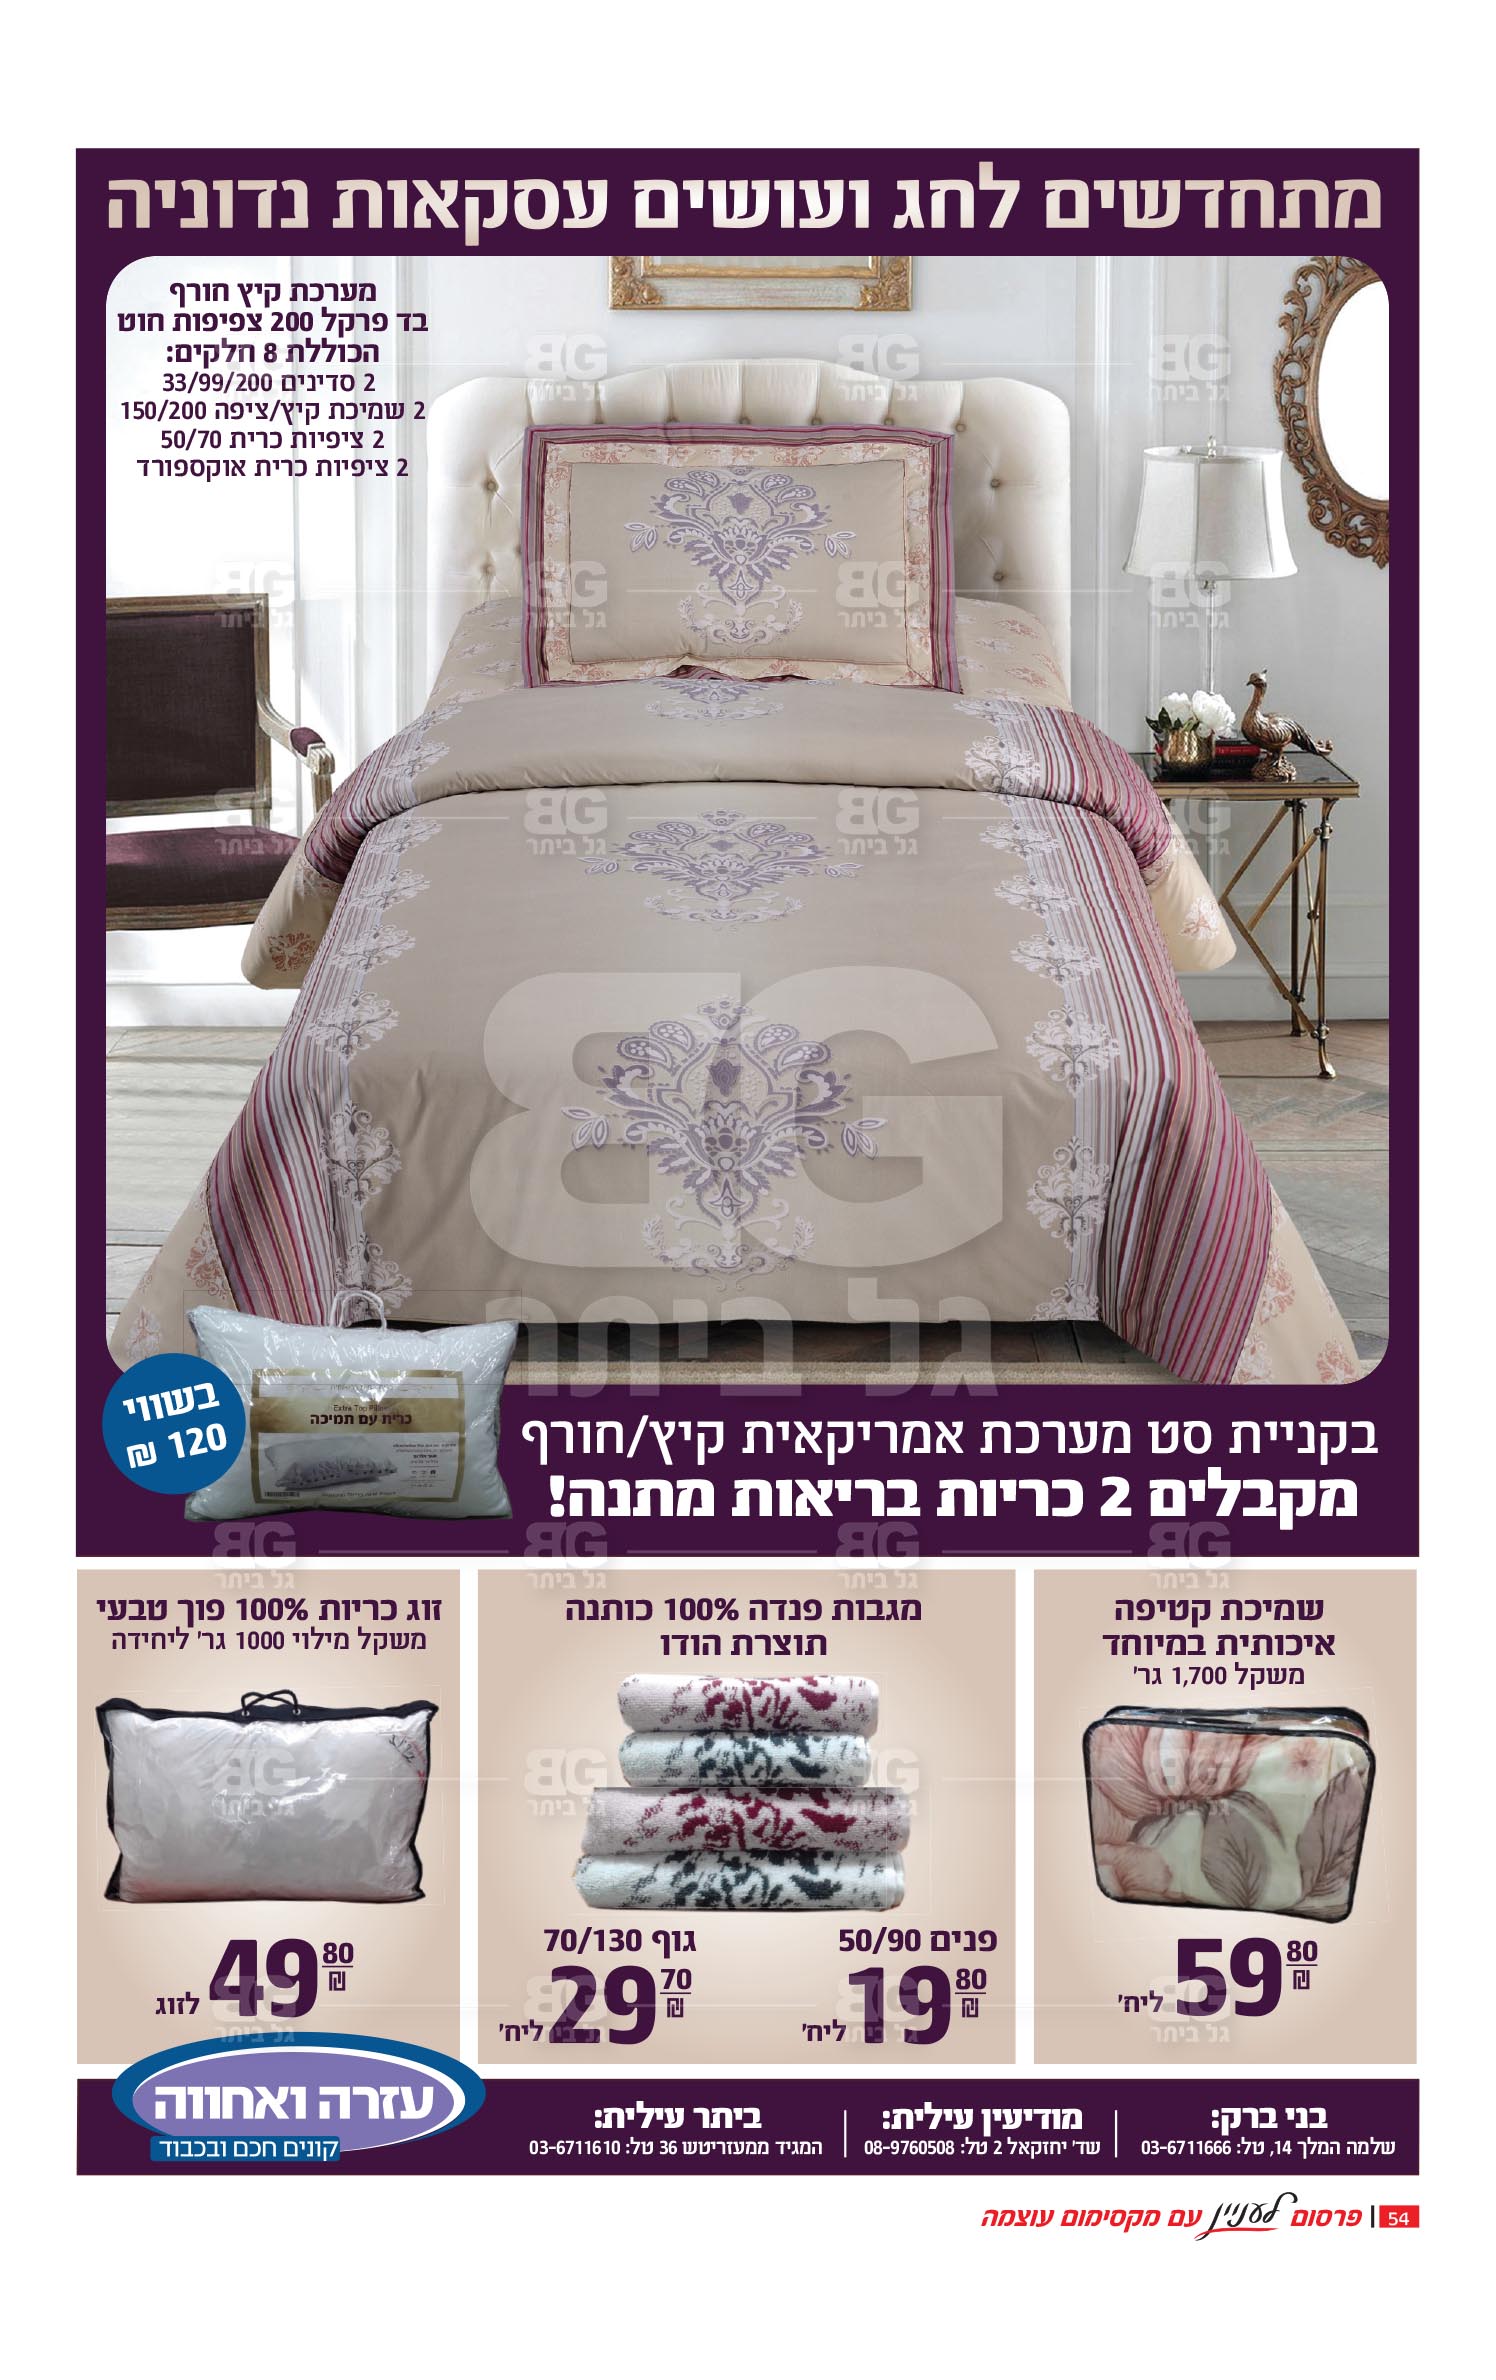 מתחדשים לחג ועושים עסקאות נדוניה
מערכת קיץ חורף
בד פרקל 200 צפיפות חוט
הכוללת 8 חלקים:
2 סדינים 33/99/200
2 שמיכת קיץ/ציפה 150/200
2 ציפיות כרית 50/70
2 ציפיות כרית אוקספורד
BG
גל ביתר
Extra Top Pillow
כרית עם תמיכה
בשווי
120 ₪
בקניית סט מערכת אמריקאית קיץ/חורף
מקבלים 2 כריות בריאות מתנה!
שמיכת קטיפה
איכותית במיוחד
משקל 1,700 גר'
59 80 ₪ ליח'
מגבות פנדה 100% כותנה
תוצרת הודו
פנים 50/90
19 80 ₪ ליח'
גוף 70/130
29 70 ₪ ליח'
זוג כריות 100% פוך טבעי
משקל מילוי 1000 גר' ליחידה
49 80 ₪ לזוג
בני ברק:
שלמה המלך 14, טל: 03-6711666
מודיעין עילית:
שד' יחזקאל 2 טל: 08-9760508
ביתר עילית:
המגיד ממעזריטש 36 טל: 03-6711610
עזרה ואחווה
קונים חכם ובכבוד
54 | פרסום לעניין עם מקסימום עוצמה